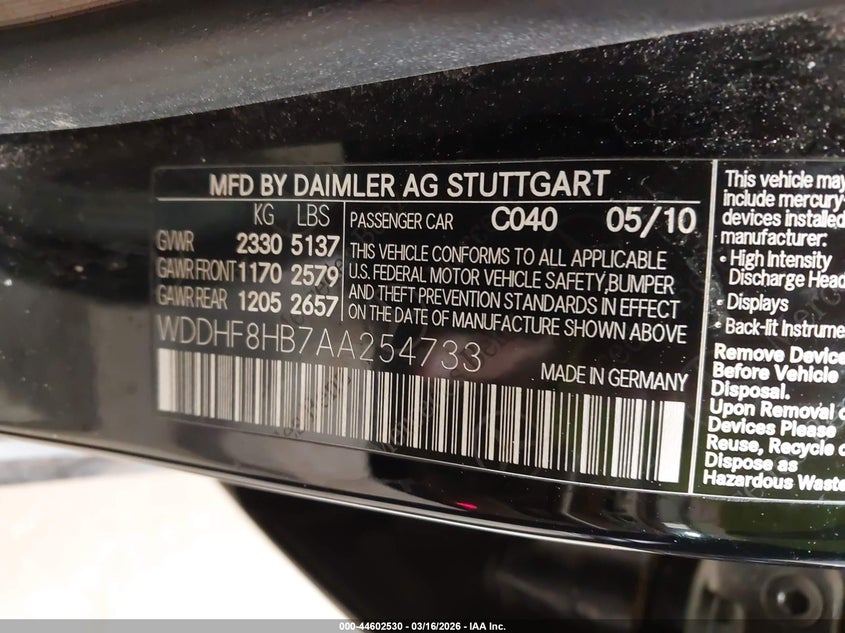 MFD BY DAIMLER AG STUTTGART
KG LBS
GVWR 2330 5137
GAWR FRONT 1170 2579
GAWR REAR 1205 2657
PASSENGER CAR C040 05/10
THIS VEHICLE CONFORMS TO ALL APPLICABLE
U.S. FEDERAL MOTOR VEHICLE SAFETY,BUMPER
AND THEFT PREVENTION STANDARDS IN EFFECT
ON THE DATE OF MANUFACTURE SHOWN ABOVE
WDDHF8HB7AA254733
MADE IN GERMANY
This vehicle may
include mercury-
devices installed
manufacturer:
• High Intensity
Discharge Head
• Displays
• Back-lit Instrume
Remove Device
Before Vehicle
Disposal.
Upon Removal o
Devices Please
Reuse, Recycle o
Dispose as
Hazardous Waste
000-44602530 - 03/16/2026 - IAA Inc.